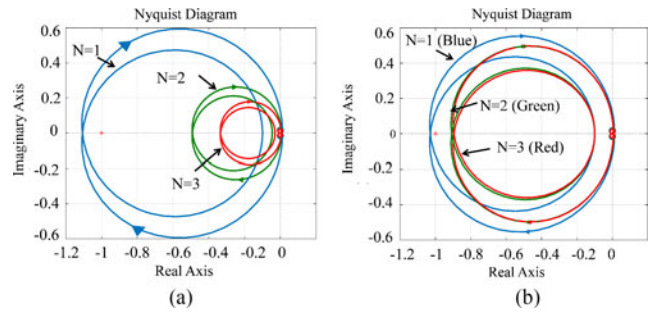 Nyquist Diagram
0.6
0.4
0.2
0
-0.2
-0.4
-0.6
Imaginary Axis
N=1
N=2
N=3
-1.2 -1 -0.8 -0.6 -0.4 -0.2 0
Real Axis
(a)
Nyquist Diagram
0.6
0.4
0.2
0
-0.2
-0.4
-0.6
Imaginary Axis
N=1 (Blue)
N=2 (Green)
N=3 (Red)
-1.2 -1 -0.8 -0.6 -0.4 -0.2 0
Real Axis
(b)